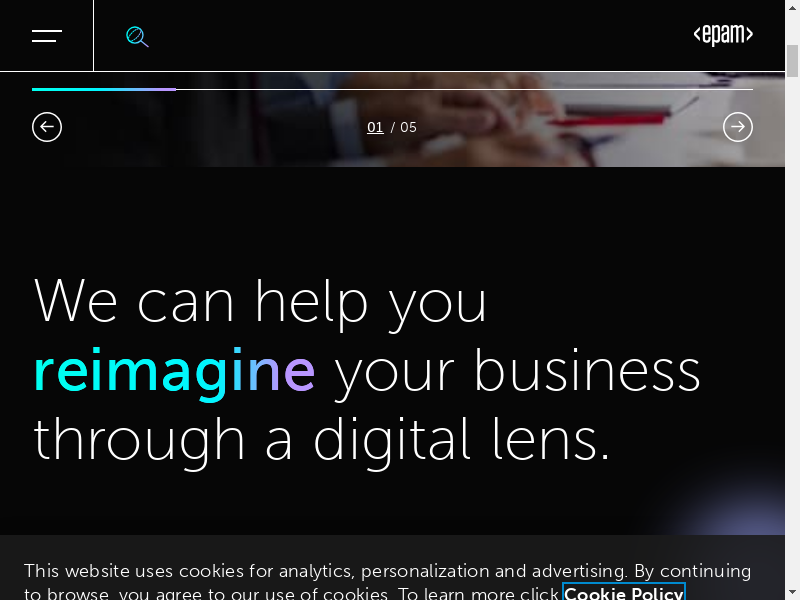 <epam>
01 / 05
We can help you
reimagine your business
through a digital lens.
This website uses cookies for analytics, personalization and advertising. By continuing
to browse, you agree to our use of cookies. To learn more click Cookie Policy